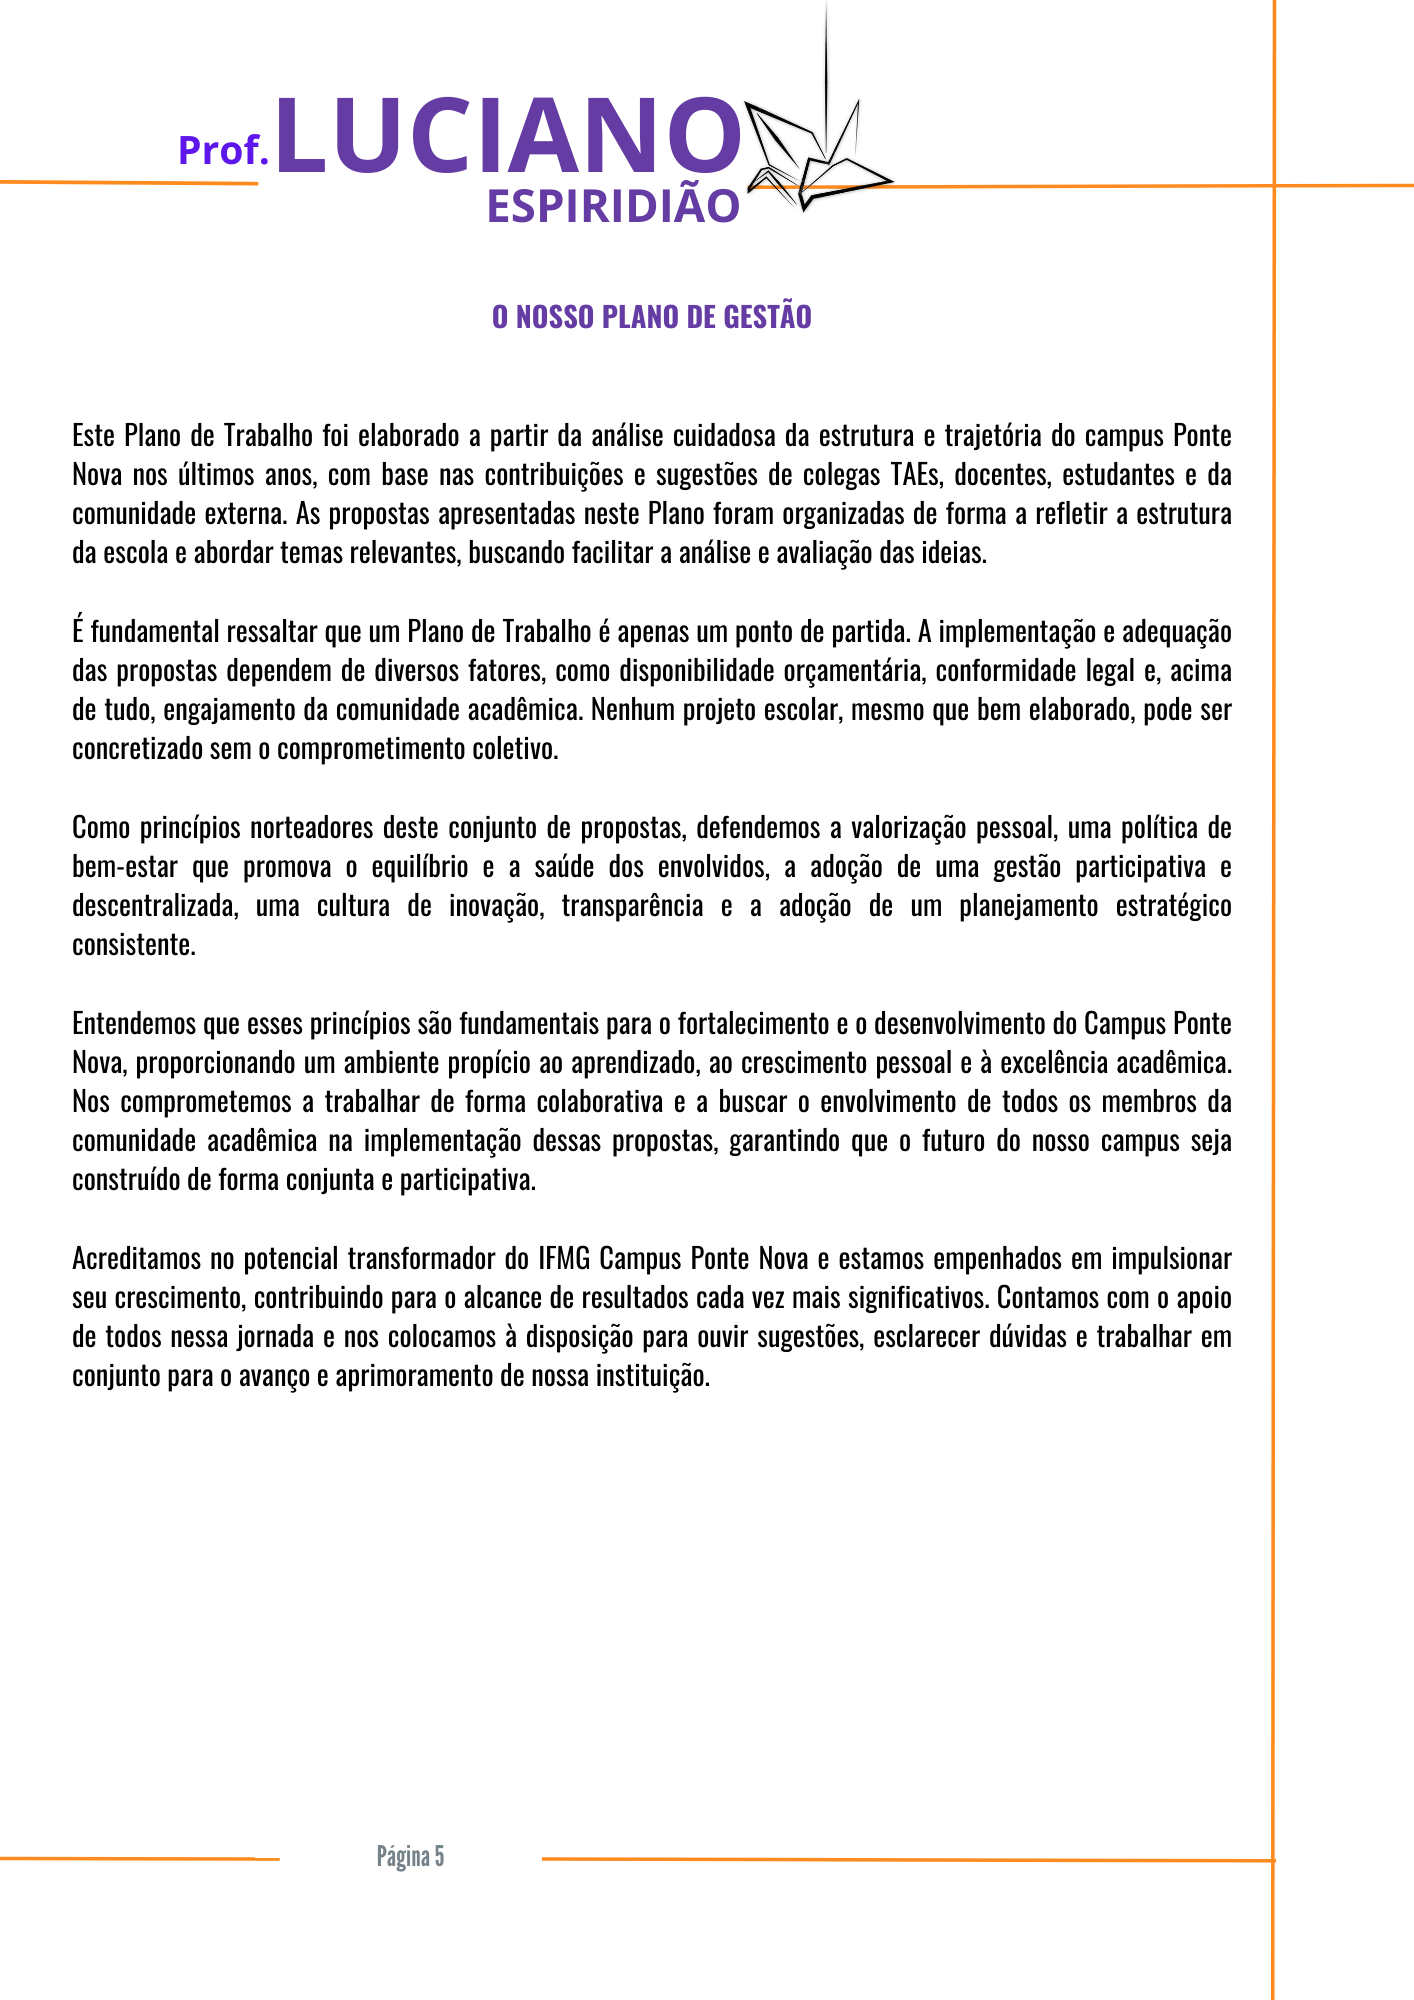 Prof. LUCIANO
ESPIRIDIÃO
O NOSSO PLANO DE GESTÃO
Este Plano de Trabalho foi elaborado a partir da análise cuidadosa da estrutura e trajetória do campus Ponte
Nova nos últimos anos, com base nas contribuições e sugestões de colegas TAEs, docentes, estudantes e da
comunidade externa. As propostas apresentadas neste Plano foram organizadas de forma a refletir a estrutura
da escola e abordar temas relevantes, buscando facilitar a análise e avaliação das ideias.
É fundamental ressaltar que um Plano de Trabalho é apenas um ponto de partida. A implementação e adequação
das propostas dependem de diversos fatores, como disponibilidade orçamentária, conformidade legal e, acima
de tudo, engajamento da comunidade acadêmica. Nenhum projeto escolar, mesmo que bem elaborado, pode ser
concretizado sem o comprometimento coletivo.
Como princípios norteadores deste conjunto de propostas, defendemos a valorização pessoal, uma política de
bem-estar que promova o equilíbrio e a saúde dos envolvidos, a adoção de uma gestão participativa e
descentralizada, uma cultura de inovação, transparência e a adoção de um planejamento estratégico
consistente.
Entendemos que esses princípios são fundamentais para o fortalecimento e o desenvolvimento do Campus Ponte
Nova, proporcionando um ambiente propício ao aprendizado, ao crescimento pessoal e à excelência acadêmica.
Nos comprometemos a trabalhar de forma colaborativa e a buscar o envolvimento de todos os membros da
comunidade acadêmica na implementação dessas propostas, garantindo que o futuro do nosso campus seja
construído de forma conjunta e participativa.
Acreditamos no potencial transformador do IFMG Campus Ponte Nova e estamos empenhados em impulsionar
seu crescimento, contribuindo para o alcance de resultados cada vez mais significativos. Contamos com o apoio
de todos nessa jornada e nos colocamos à disposição para ouvir sugestões, esclarecer dúvidas e trabalhar em
conjunto para o avanço e aprimoramento de nossa instituição.
Página 5